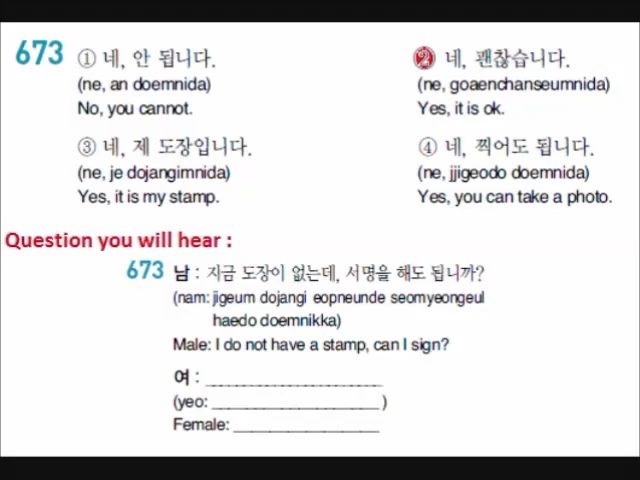 673 ① 네, 안 됩니다.
(ne, an doemnida)
No, you cannot.
② 네, 괜찮습니다.
(ne, goaenchanseumnida)
Yes, it is ok.
③ 네, 제 도장입니다.
(ne, je dojangimnida)
Yes, it is my stamp.
④ 네, 찍어도 됩니다.
(ne, jjigeodo doemnida)
Yes, you can take a photo.
Question you will hear :
673 남 : 지금 도장이 없는데, 서명을 해도 됩니까?
(nam: jigeum dojangi eopneunde seomyeongeul
haedo doemnikka)
Male: I do not have a stamp, can I sign?
여 : ____________________
(yeo: ____________________ )
Female: ________________